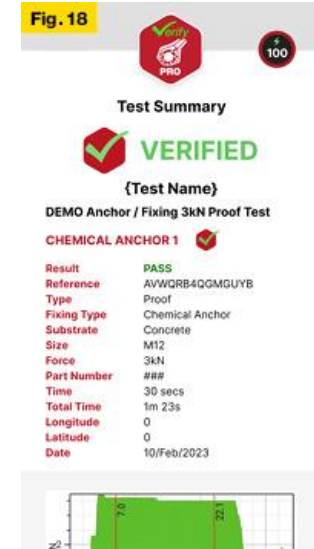 Fig. 18
Verify
PRO
100
Test Summary
VERIFIED
{Test Name}
DEMO Anchor / Fixing 3kN Proof Test
CHEMICAL ANCHOR 1
Result PASS
Reference AVWQRB4QGMGUYB
Type Proof
Fixing Type Chemical Anchor
Substrate Concrete
Size M12
Force 3kN
Part Number ###
Time 30 secs
Total Time 1m 23s
Longitude 0
Latitude 0
Date 10/Feb/2023
7.0
22.1
2